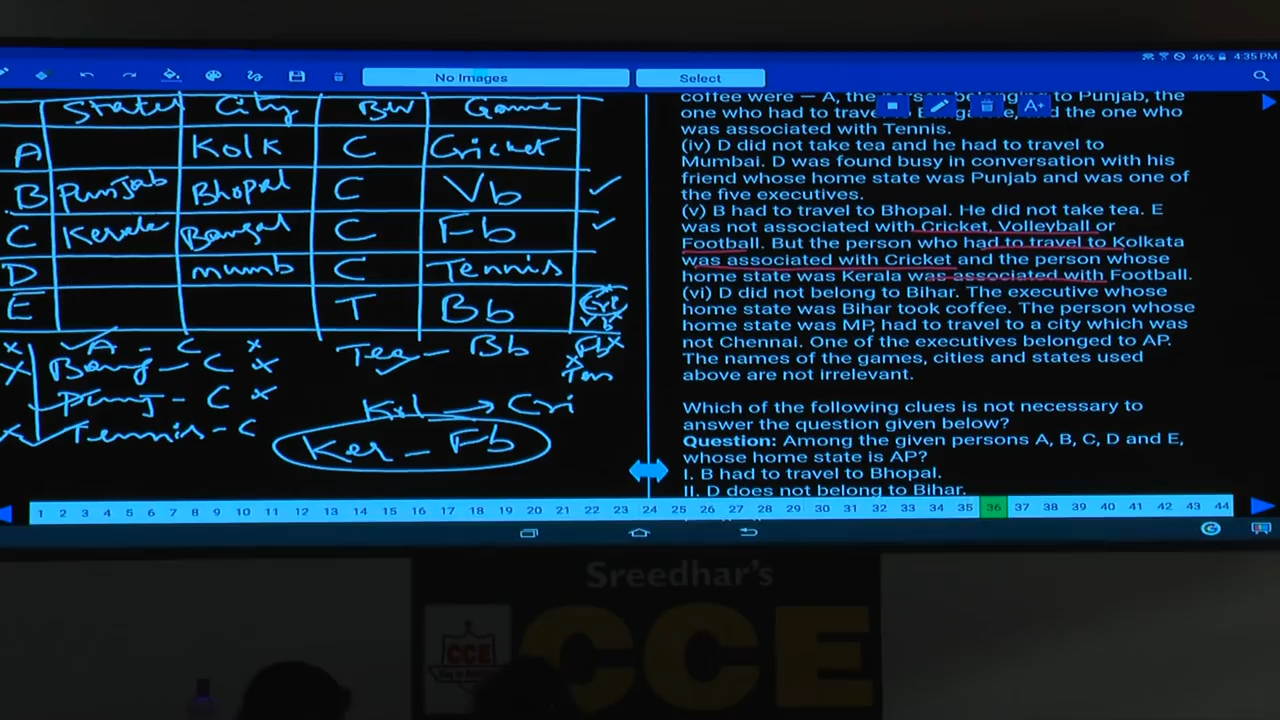 46% 4:35 PM
No Images Select
State City BW Game
A Kolk C Cricket
B Punjab Bhopal C Vb
C Kerala Bangal C Fb
D mumb C Tennis
E T Bb
A - C
Bang - C
Punj - C
Tennis - C
Tea - Bb
Kol → Cri
Ker - Fb
Fb
Ten
coffee were — A, the person belonging to Punjab, the
one who had to travel to Bangalore, and the one who
was associated with Tennis.
(iv) D did not take tea and he had to travel to
Mumbai. D was found busy in conversation with his
friend whose home state was Punjab and was one of
the five executives.
(v) B had to travel to Bhopal. He did not take tea. E
was not associated with Cricket, Volleyball or
Football. But the person who had to travel to Kolkata
was associated with Cricket and the person whose
home state was Kerala was associated with Football.
(vi) D did not belong to Bihar. The executive whose
home state was Bihar took coffee. The person whose
home state was MP, had to travel to a city which was
not Chennai. One of the executives belonged to AP.
The names of the games, cities and states used
above are not irrelevant.
Which of the following clues is not necessary to
answer the question given below?
Question: Among the given persons A, B, C, D and E,
whose home state is AP?
I. B had to travel to Bhopal.
II. D does not belong to Bihar.
1 2 3 4 5 6 7 8 9 10 11 12 13 14 15 16 17 18 19 20 21 22 23 24 25 26 27 28 29 30 31 32 33 34 35 36 37 38 39 40 41 42 43 44
Sreedhar's
CCE
CCE